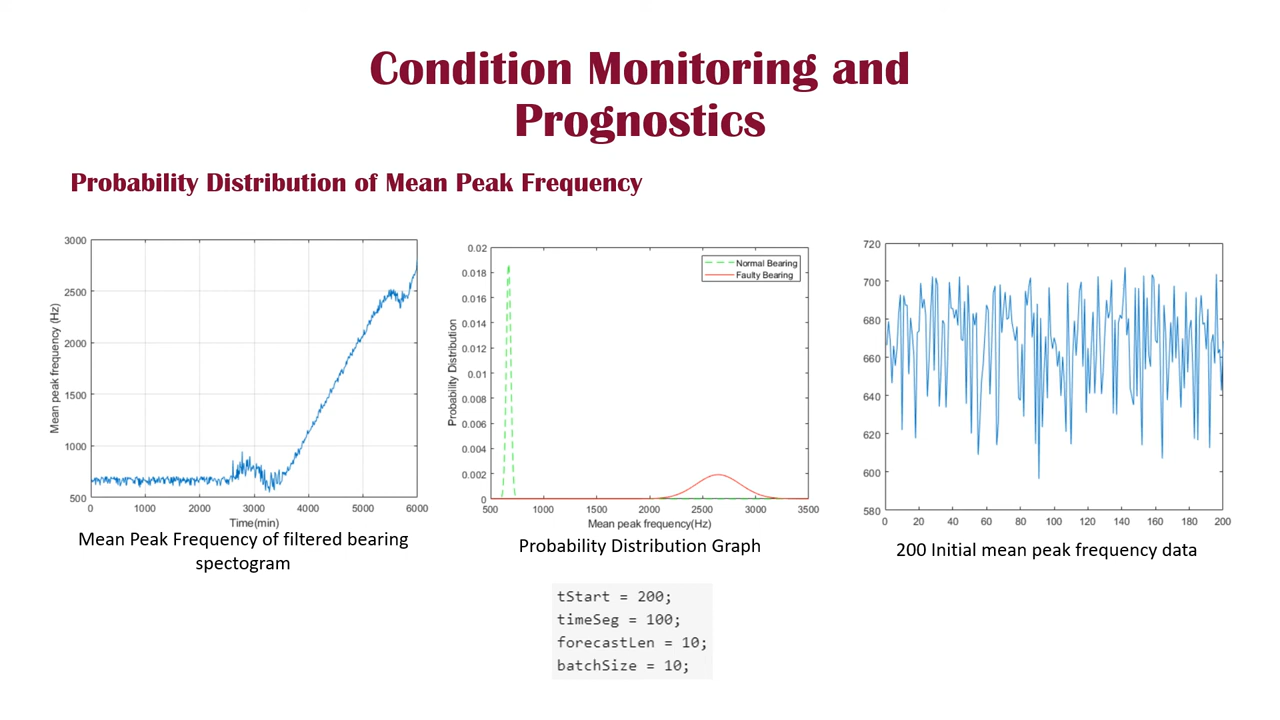 Condition Monitoring and
Prognostics
Probability Distribution of Mean Peak Frequency
3000
2500
2000
1500
1000
500
0 1000 2000 3000 4000 5000 6000
Mean peak frequency (Hz)
Time(min)
Mean Peak Frequency of filtered bearing
spectogram
0.02
0.018
0.016
0.014
0.012
0.01
0.008
0.006
0.004
0.002
0
500 1000 1500 2000 2500 3000 3500
Probability Distribution
Mean peak frequency(Hz)
Normal Bearing
Faulty Bearing
Probability Distribution Graph
720
700
680
660
640
620
600
580
0 20 40 60 80 100 120 140 160 180 200
200 Initial mean peak frequency data
tStart = 200;
timeSeg = 100;
forecastLen = 10;
batchSize = 10;